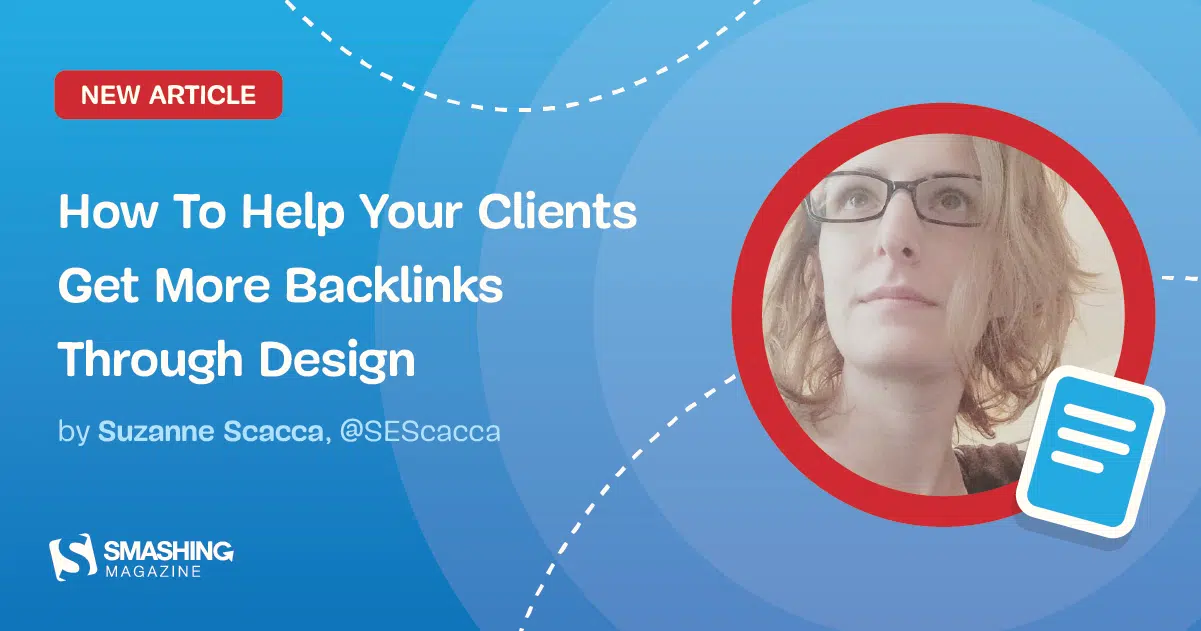 NEW ARTICLE
How To Help Your Clients
Get More Backlinks
Through Design
by Suzanne Scacca, @SEScacca
SMASHING
MAGAZINE